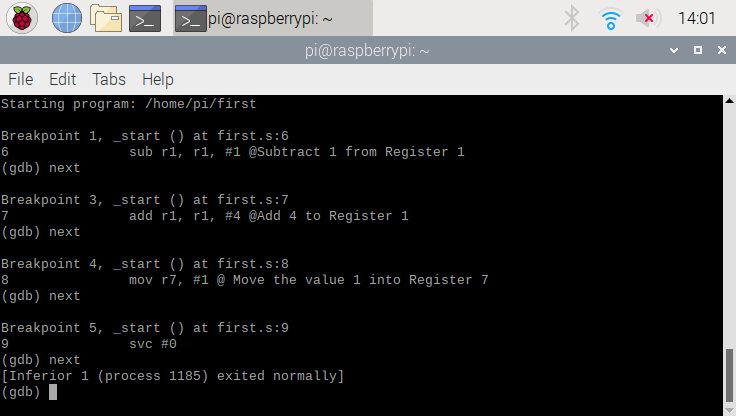 pi@raspberrypi: ~
14:01
pi@raspberrypi: ~
File Edit Tabs Help
Starting program: /home/pi/first
Breakpoint 1, _start () at first.s:6
6 sub r1, r1, #1 @Subtract 1 from Register 1
(gdb) next
Breakpoint 3, _start () at first.s:7
7 add r1, r1, #4 @Add 4 to Register 1
(gdb) next
Breakpoint 4, _start () at first.s:8
8 mov r7, #1 @ Move the value 1 into Register 7
(gdb) next
Breakpoint 5, _start () at first.s:9
9 svc #0
(gdb) next
[Inferior 1 (process 1185) exited normally]
(gdb)